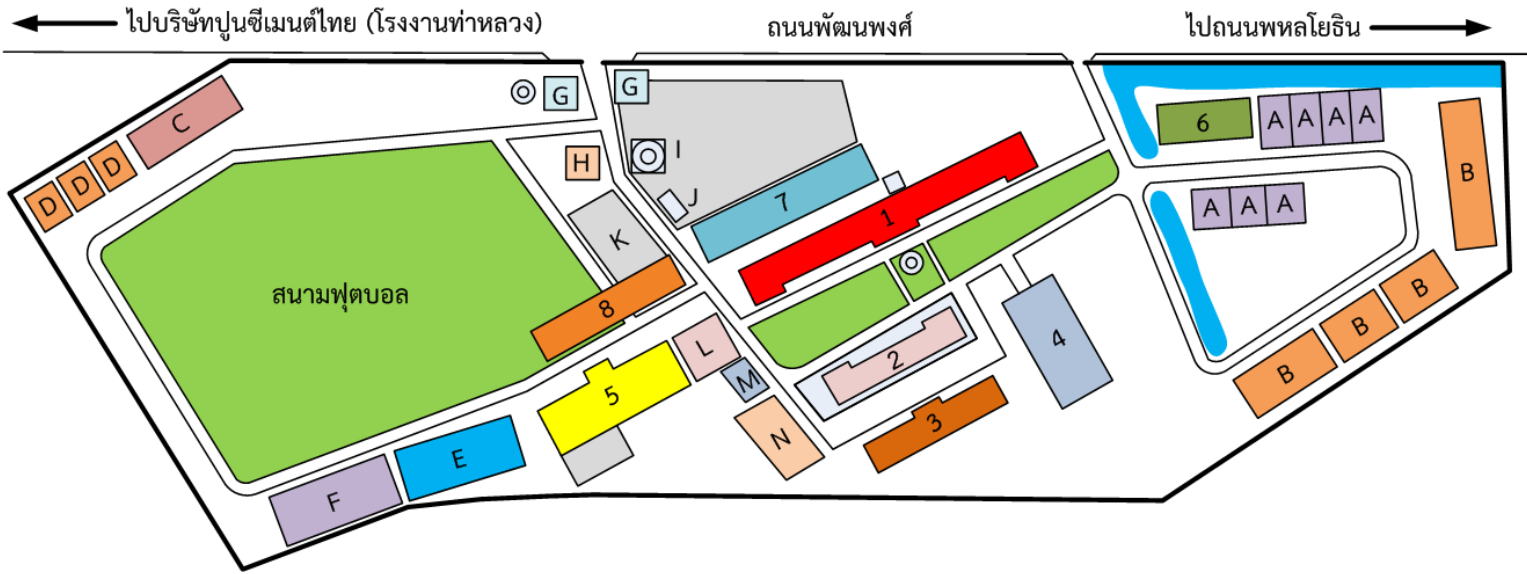 ไปบริษัทปูนซีเมนต์ไทย (โรงงานท่าหลวง)
ถนนพัฒนพงศ์
ไปถนนพหลโยธิน
C
G
G
6
A A A A
D D D
H
I
J
7
1
A A A
B
K
สนามฟุตบอล
8
4
B
B
B
L
M
2
5
N
3
E
F